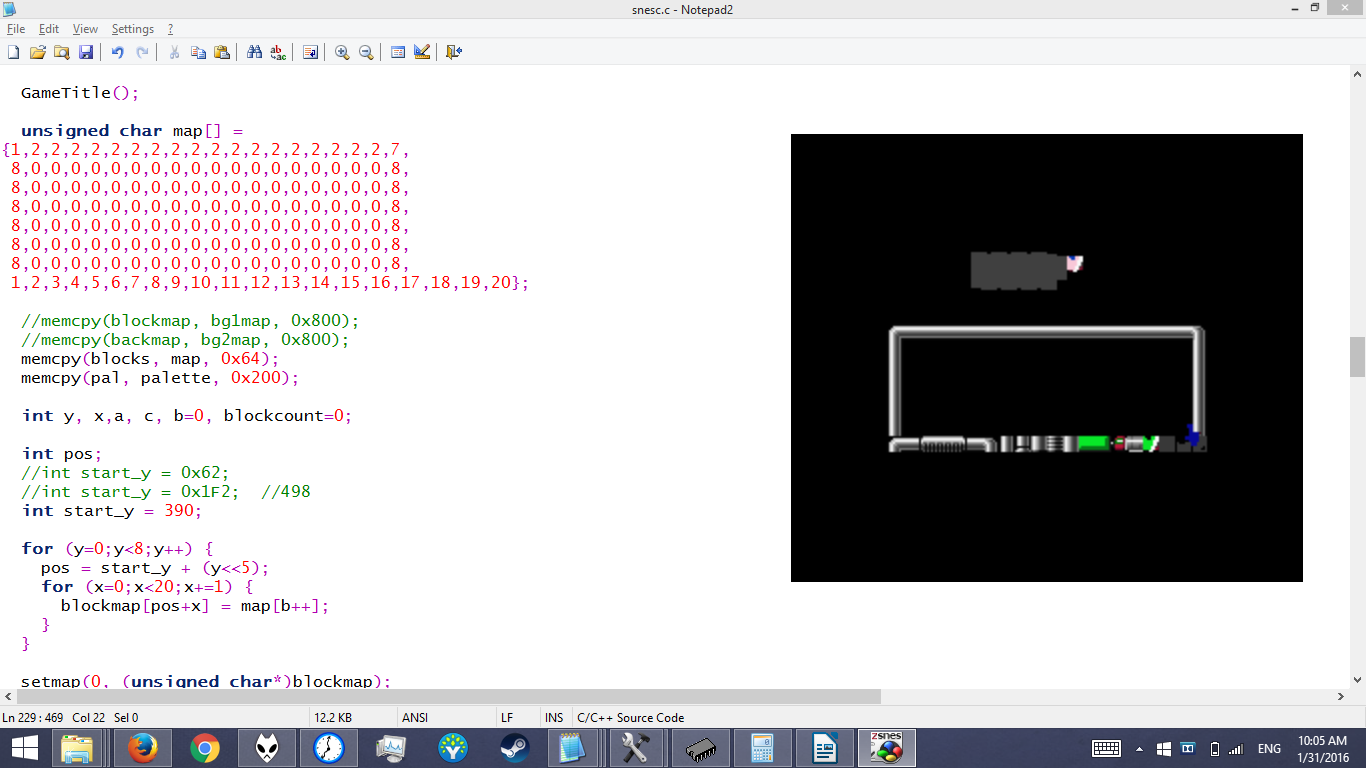 snesc.c - Notepad2
File Edit View Settings ?
GameTitle();
unsigned char map[] =
{1,2,2,2,2,2,2,2,2,2,2,2,2,2,2,2,2,2,2,7,
8,0,0,0,0,0,0,0,0,0,0,0,0,0,0,0,0,0,0,8,
8,0,0,0,0,0,0,0,0,0,0,0,0,0,0,0,0,0,0,8,
8,0,0,0,0,0,0,0,0,0,0,0,0,0,0,0,0,0,0,8,
8,0,0,0,0,0,0,0,0,0,0,0,0,0,0,0,0,0,0,8,
8,0,0,0,0,0,0,0,0,0,0,0,0,0,0,0,0,0,0,8,
8,0,0,0,0,0,0,0,0,0,0,0,0,0,0,0,0,0,0,8,
1,2,3,4,5,6,7,8,9,10,11,12,13,14,15,16,17,18,19,20};
//memcpy(blockmap, bg1map, 0x800);
//memcpy(backmap, bg2map, 0x800);
memcpy(blocks, map, 0x64);
memcpy(pal, palette, 0x200);
int y, x,a, c, b=0, blockcount=0;
int pos;
//int start_y = 0x62;
//int start_y = 0x1F2;  //498
int start_y = 390;
for (y=0;y<8;y++) {
pos = start_y + (y<<5);
for (x=0;x<20;x+=1) {
blockmap[pos+x] = map[b++];
}
}
setmap(0, (unsigned char*)blockmap);
Ln 229 : 469 Col 22 Sel 0 12.2 KB ANSI LF INS C/C++ Source Code
zsnes
ENG
10:05 AM
1/31/2016